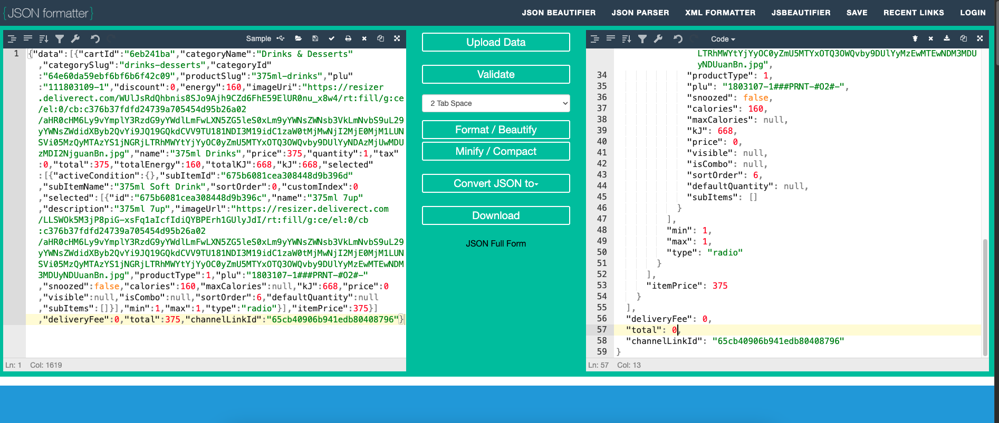 {JSON formatter}
JSON BEAUTIFIER JSON PARSER XML FORMATTER JSBEAUTIFIER SAVE RECENT LINKS LOGIN
Sample
1 {"data":[{"cartId":"6eb241ba","categoryName":"Drinks & Desserts"
,"categorySlug":"drinks-desserts","categoryId"
:"64e60da59ebf6bf6b6f42c09","productSlug":"375ml-drinks","plu"
:"111803109-1","discount":0,"energy":160,"imageUri":"https://resizer
.deliverect.com/WUlJsRdQhbnis8SJo9Ajh9CZd6FhE59ElUR0nu_x8w4/rt:fill/g:ce
/el:0/cb:c376b37fdfd24739a705454d95b26a02
/aHR0cHM6Ly9vYmplY3RzdG9yYWdlLmFwLXN5ZG5leS0xLm9yYWNsZWNsb3VkLmNvbS9uL29
yYWNsZWdidXByb2QvYi9JQ19GQkdCVV9TU181NDI3M19idC1zaW0tMjMwNjI2MjE0MjM1LUN
SVi05MzQyMTAzYS1jNGRjLTRhMWYtYjYyOC0yZmU5MTYxOTQ3OWQvby9DUlYyNDAzMjUwMDU
zMDI2NjguanBn.jpg","name":"375ml Drinks","price":375,"quantity":1,"tax"
:0,"total":375,"totalEnergy":160,"totalKJ":668,"kJ":668,"selected"
:[{"activeCondition":{},"subItemId":"675b6081cea308448d9b396d"
,"subItemName":"375ml Soft Drink","sortOrder":0,"customIndex":0
,"selected":[{"id":"675b6081cea308448d9b396c","name":"375ml 7up"
,"description":"375ml 7up","imageUrl":"https://resizer.deliverect.com
/LLSWOk5M3jP8piG-xsFq1aIcfIdiQYBPErh1GUlyJdI/rt:fill/g:ce/el:0/cb
:c376b37fdfd24739a705454d95b26a02
/aHR0cHM6Ly9vYmplY3RzdG9yYWdlLmFwLXN5ZG5leS0xLm9yYWNsZWNsb3VkLmNvbS9uL29
yYWNsZWdidXByb2QvYi9JQ19GQkdCVV9TU181NDI3M19idC1zaW0tMjMwNjI2MjE0MjM1LUN
SVi05MzQyMTAzYS1jNGRjLTRhMWYtYjYyOC0yZmU5MTYxOTQ3OWQvby9DUlYyMzEwMTEwNDM
3MDUyNDUuanBn.jpg","productType":1,"plu":"1803107-1###PRNT-#O2#-"
,"snoozed":false,"calories":160,"maxCalories":null,"kJ":668,"price":0
,"visible":null,"isCombo":null,"sortOrder":6,"defaultQuantity":null
,"subItems":[]}],"min":1,"max":1,"type":"radio"}],"itemPrice":375}]
,"deliveryFee":0,"total":375,"channelLinkId":"65cb40906b941edb80408796"}
Ln: 1 Col: 1619
Upload Data
Validate
2 Tab Space
Format / Beautify
Minify / Compact
Convert JSON to
Download
JSON Full Form
Code
LTRhMWYtYjYyOC0yZmU5MTYxOTQ3OWQvby9DUlYyMzEwMTEwNDM3MDU
yNDUuanBn.jpg",
34 "productType": 1,
35 "plu": "1803107-1###PRNT-#O2#-",
36 "snoozed": false,
37 "calories": 160,
38 "maxCalories": null,
39 "kJ": 668,
40 "price": 0,
41 "visible": null,
42 "isCombo": null,
43 "sortOrder": 6,
44 "defaultQuantity": null,
45 "subItems": []
46 }
47 ],
48 "min": 1,
49 "max": 1,
50 "type": "radio"
51 }
52 ],
53 "itemPrice": 375
54 }
55 ],
56 "deliveryFee": 0,
57 "total": 0,
58 "channelLinkId": "65cb40906b941edb80408796"
59 }
Ln: 57 Col: 13